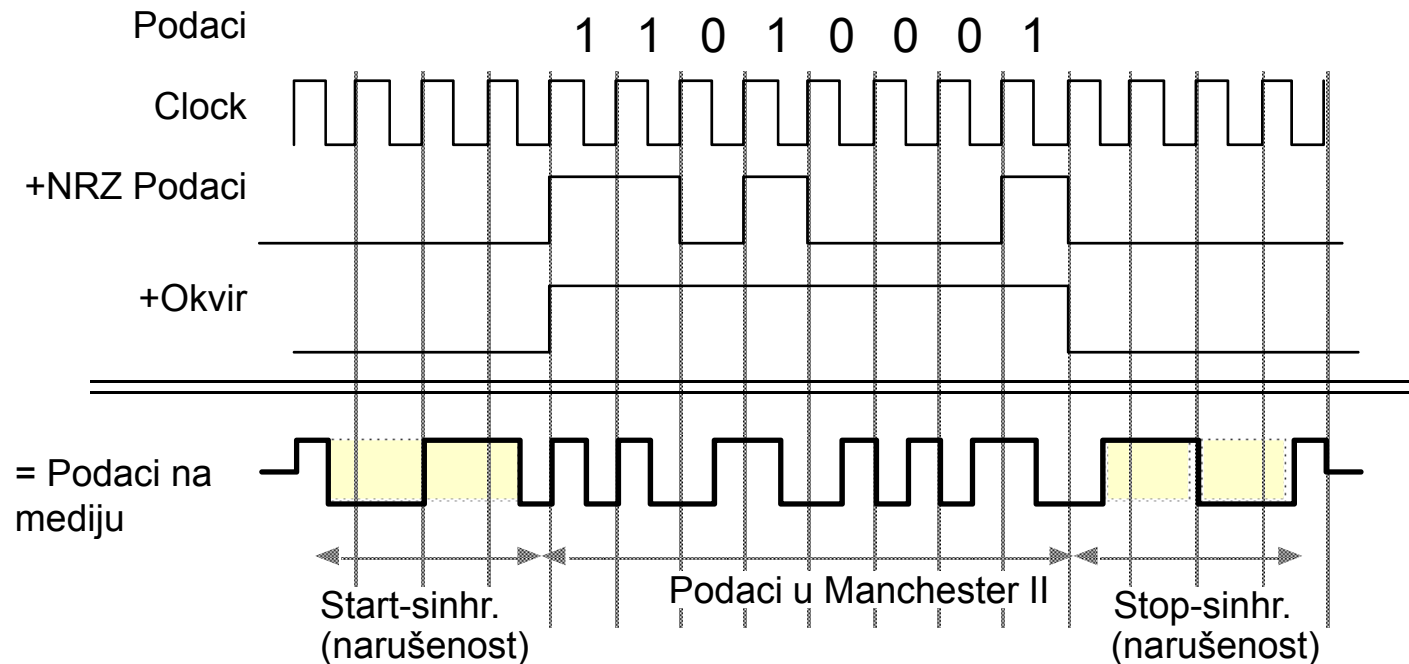 Podaci 1 1 0 1 0 0 0 1
Clock
+NRZ Podaci
+Okvir
= Podaci na
mediju
Podaci u Manchester II
Start-sinhr.
(narušenost)
Stop-sinhr.
(narušenost)